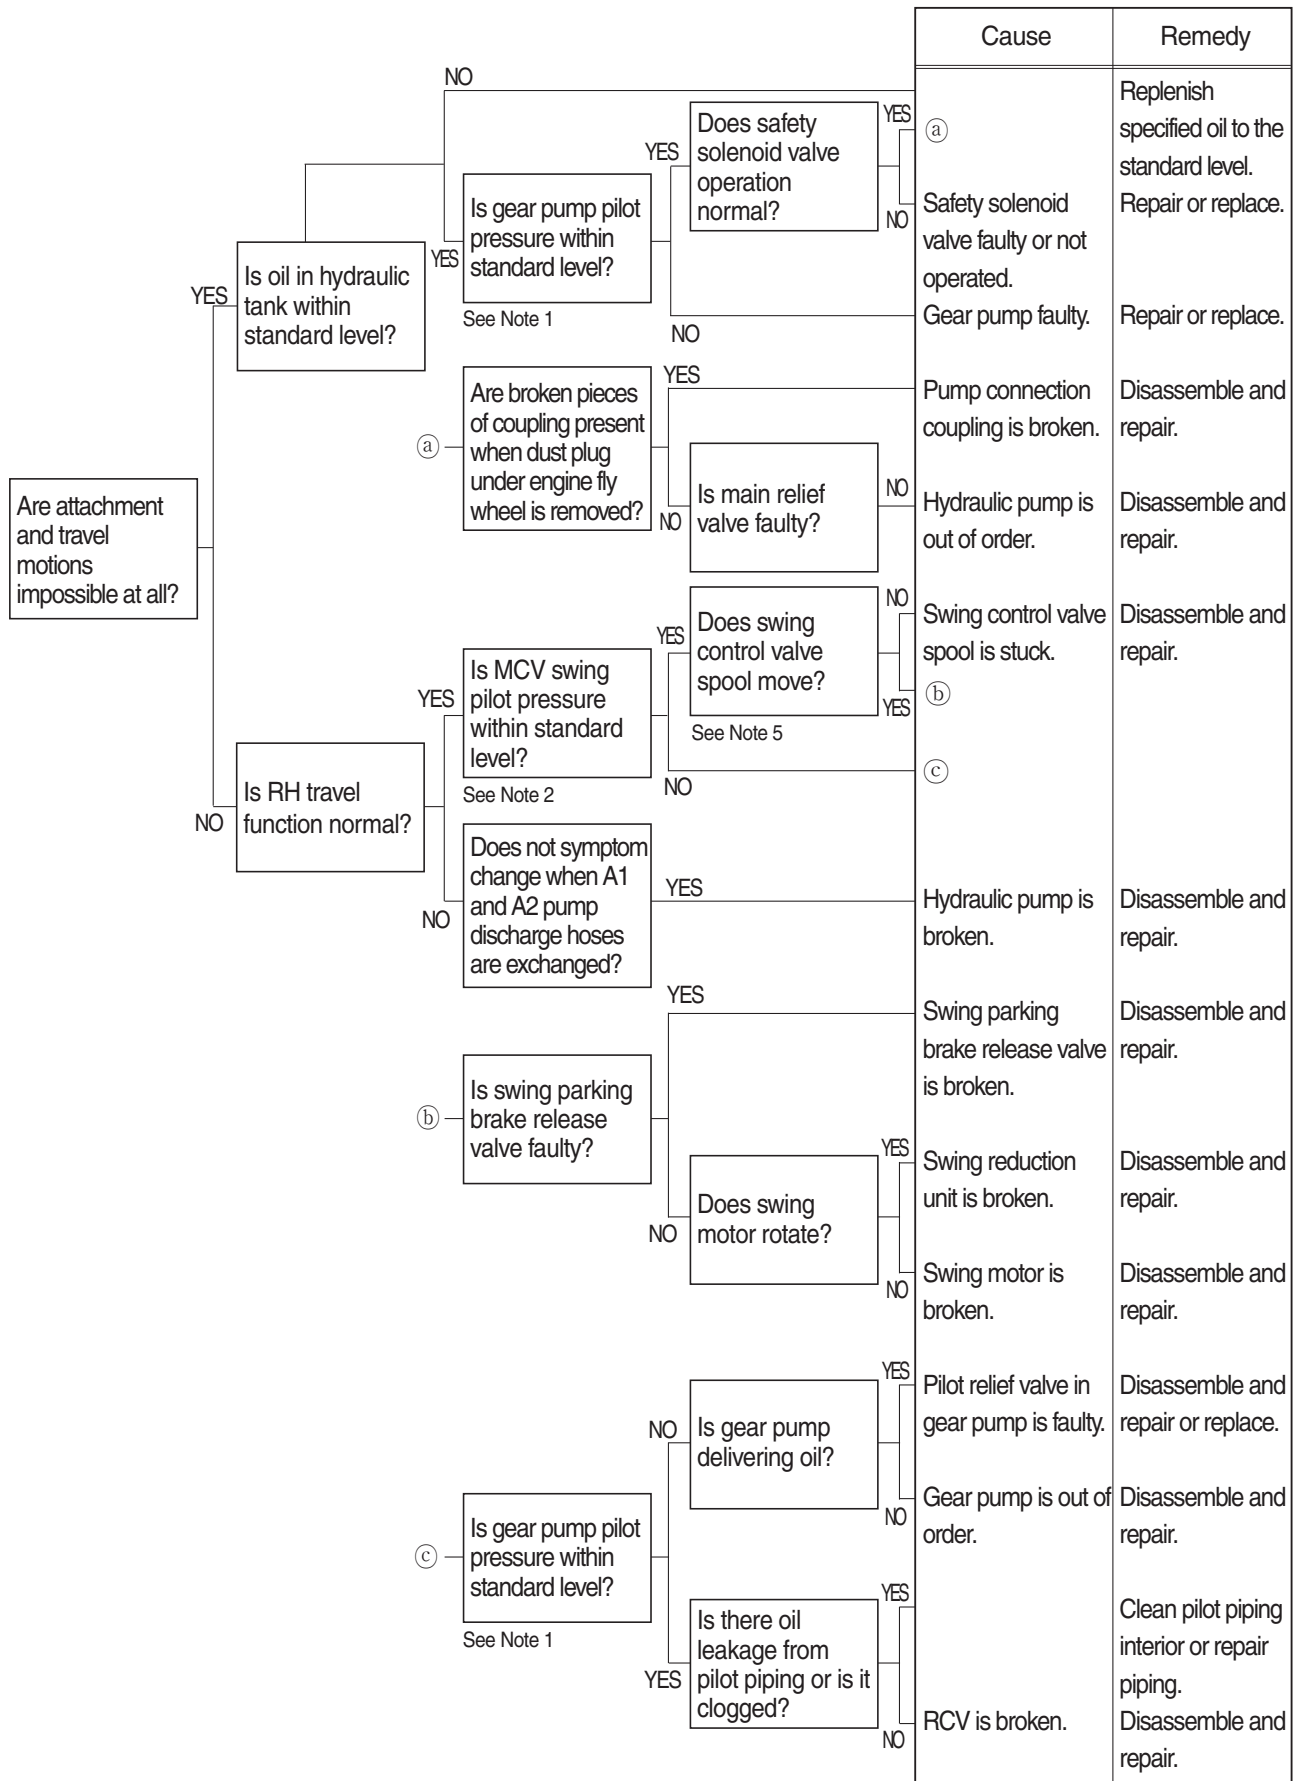 Cause
Remedy
NO
Replenish
specified oil to the
standard level.
YES
Does safety
solenoid valve
operation
normal?
YES
ⓐ
NO
Safety solenoid
valve faulty or not
operated.
Repair or replace.
Is gear pump pilot
pressure within
standard level?
YES
See Note 1
NO
Gear pump faulty.
Repair or replace.
YES
Is oil in hydraulic
tank within
standard level?
ⓐ
Are broken pieces
of coupling present
when dust plug
under engine fly
wheel is removed?
YES
Pump connection
coupling is broken.
Disassemble and
repair.
NO
Is main relief
valve faulty?
NO
Hydraulic pump is
out of order.
Disassemble and
repair.
Are attachment
and travel
motions
impossible at all?
NO
Is RH travel
function normal?
YES
Is MCV swing
pilot pressure
within standard
level?
See Note 2
YES
Does swing
control valve
spool move?
See Note 5
NO
Swing control valve
spool is stuck.
Disassemble and
repair.
YES
ⓑ
NO
ⓒ
NO
Does not symptom
change when A1
and A2 pump
discharge hoses
are exchanged?
YES
Hydraulic pump is
broken.
Disassemble and
repair.
ⓑ
Is swing parking
brake release
valve faulty?
YES
Swing parking
brake release valve
is broken.
Disassemble and
repair.
NO
Does swing
motor rotate?
YES
Swing reduction
unit is broken.
Disassemble and
repair.
NO
Swing motor is
broken.
Disassemble and
repair.
ⓒ
Is gear pump pilot
pressure within
standard level?
See Note 1
NO
Is gear pump
delivering oil?
YES
Pilot relief valve in
gear pump is faulty.
Disassemble and
repair or replace.
NO
Gear pump is out of
order.
Disassemble and
repair.
YES
Is there oil
leakage from
pilot piping or is it
clogged?
YES
Clean pilot piping
interior or repair
piping.
NO
RCV is broken.
Disassemble and
repair.